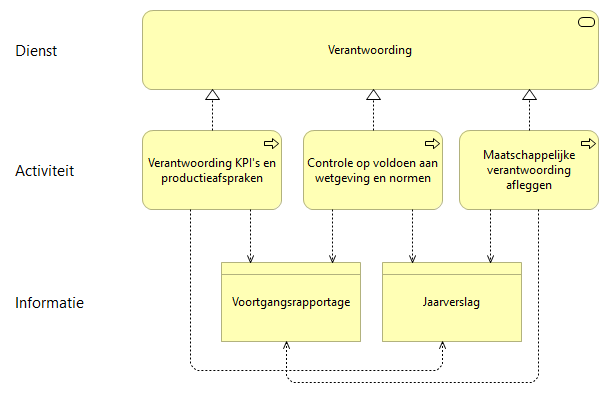 Dienst
Verantwoording
Activiteit
Verantwoording KPI's en
productieafspraken
Controle op voldoen aan
wetgeving en normen
Maatschappelijke
verantwoording
afleggen
Informatie
Voortgangsrapportage
Jaarverslag